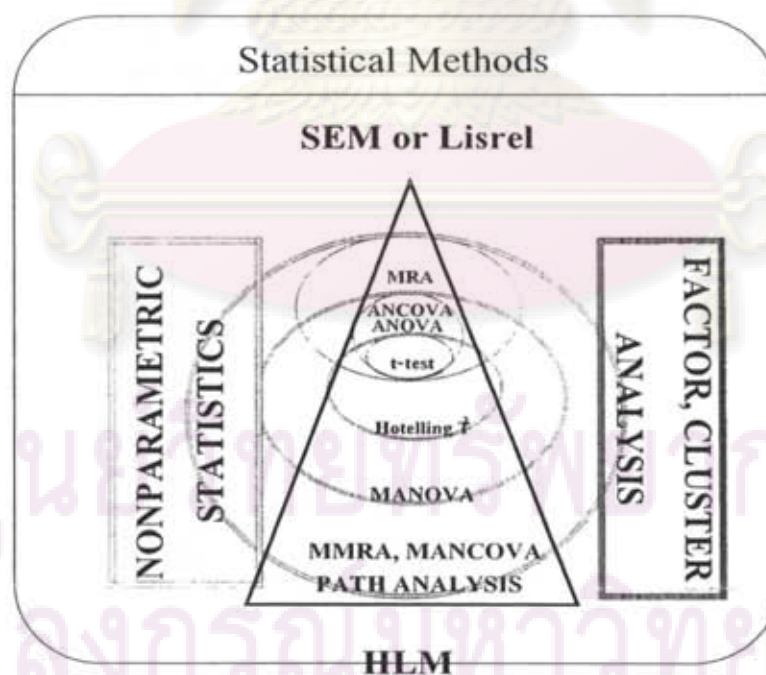 Statistical Methods
SEM or Lisrel
MRA
ANCOVA
ANOVA
t-test
Hotelling
MANOVA
MMRA, MANCOVA
PATH ANALYSIS
NONPARAMETRIC
STATISTICS
FACTOR, CLUSTER
ANALYSIS
HLM